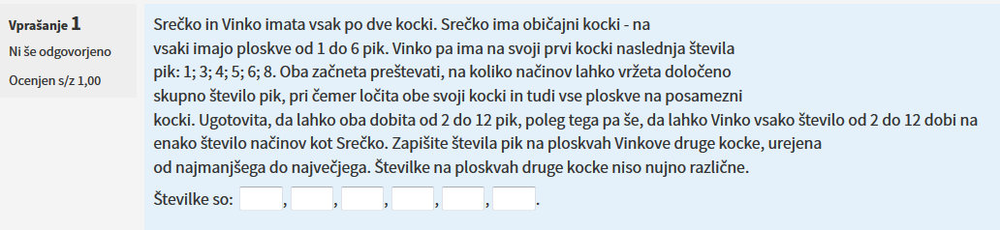 Vprašanje 1
Ni še odgovorjeno
Ocenjen s/z 1,00
Srečko in Vinko imata vsak po dve kocki. Srečko ima običajni kocki - na
vsaki imajo ploskve od 1 do 6 pik. Vinko pa ima na svoji prvi kocki naslednja števila
pik: 1; 3; 4; 5; 6; 8. Oba začneta preštevati, na koliko načinov lahko vržeta določeno
skupno število pik, pri čemer ločita obe svoji kocki in tudi vse ploskve na posamezni
kocki. Ugotovita, da lahko oba dobita od 2 do 12 pik, poleg tega pa še, da lahko Vinko vsako število od 2 do 12 dobi na
enako število načinov kot Srečko. Zapišite števila pik na ploskvah Vinkove druge kocke, urejena
od najmanjšega do največjega. Številke na ploskvah druge kocke niso nujno različne.
Številke so: , , , , , .